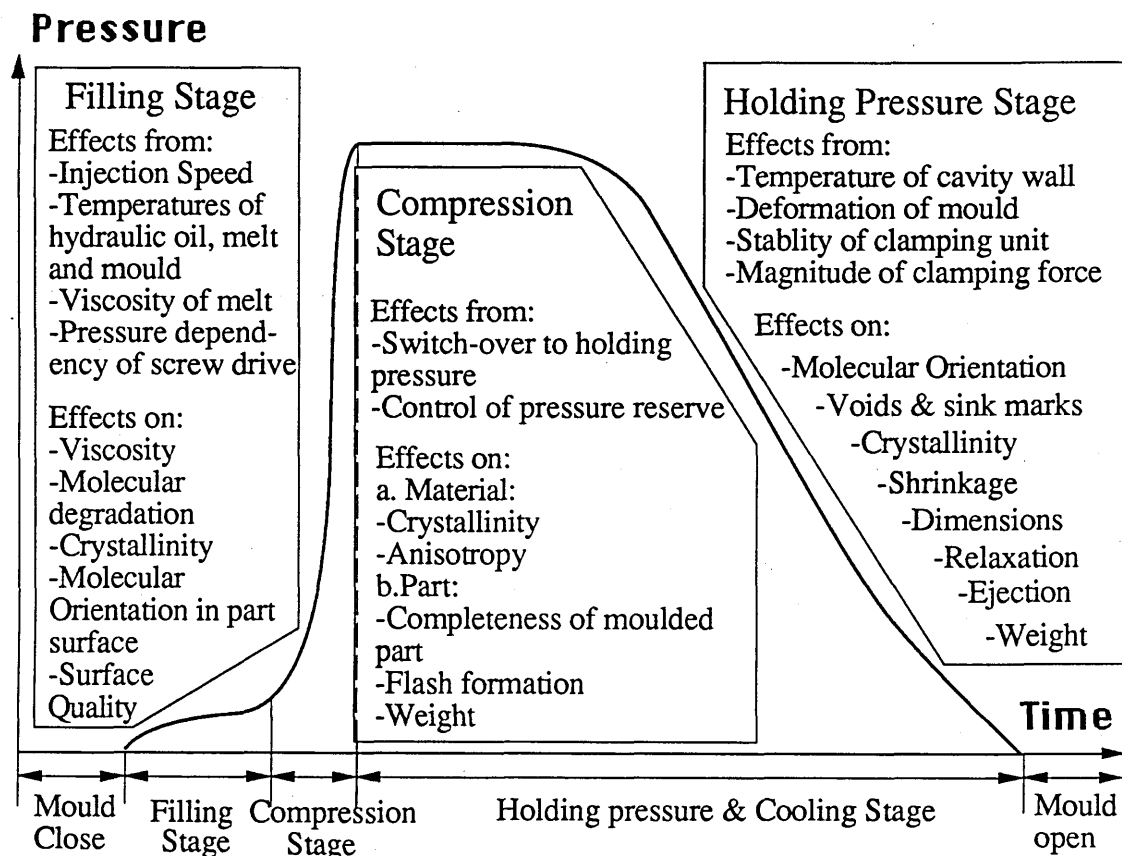 Pressure
Filling Stage
Effects from:
-Injection Speed
-Temperatures of
hydraulic oil, melt
and mould
-Viscosity of melt
-Pressure depend-
ency of screw drive
Effects on:
-Viscosity
-Molecular
degradation
-Crystallinity
-Molecular
Orientation in part
surface
-Surface
Quality
Compression
Stage
Effects from:
-Switch-over to holding
pressure
-Control of pressure reserve
Effects on:
a. Material:
-Crystallinity
-Anisotropy
b.Part:
-Completeness of moulded
part
-Flash formation
-Weight
Holding Pressure Stage
Effects from:
-Temperature of cavity wall
-Deformation of mould
-Stablity of clamping unit
-Magnitude of clamping force
Effects on:
-Molecular Orientation
-Voids & sink marks
-Crystallinity
-Shrinkage
-Dimensions
-Relaxation
-Ejection
-Weight
Time
Mould
Close
Filling
Stage
Compression
Stage
Holding pressure & Cooling Stage
Mould
open